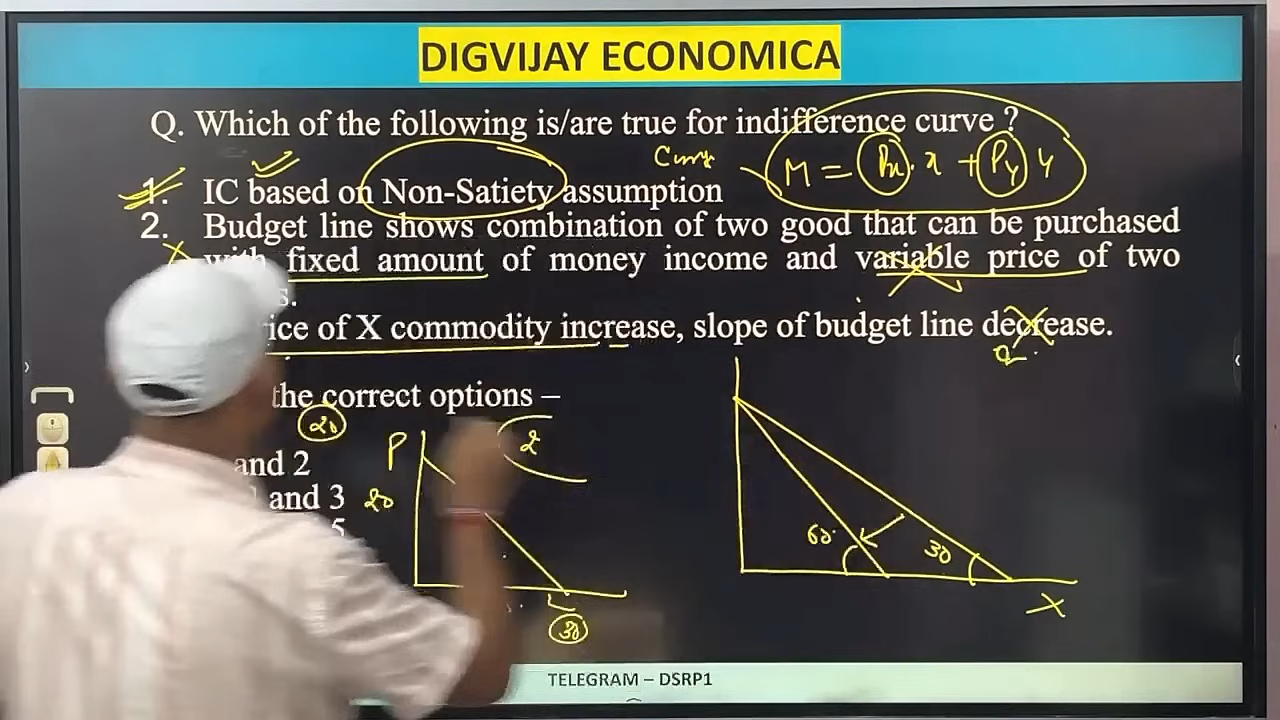 DIGVIJAY ECONOMICA
Q. Which of the following is/are true for indifference curve ?
M = Px . x + Py y
1. IC based on Non-Satiety assumption
2. Budget line shows combination of two good that can be purchased
with fixed amount of money income and variable price of two
s.
ice of X commodity increase, slope of budget line decrease.
the correct options –
20
P
2
and 2
and 3
20
5
60
30
X
30
TELEGRAM – DSRP1